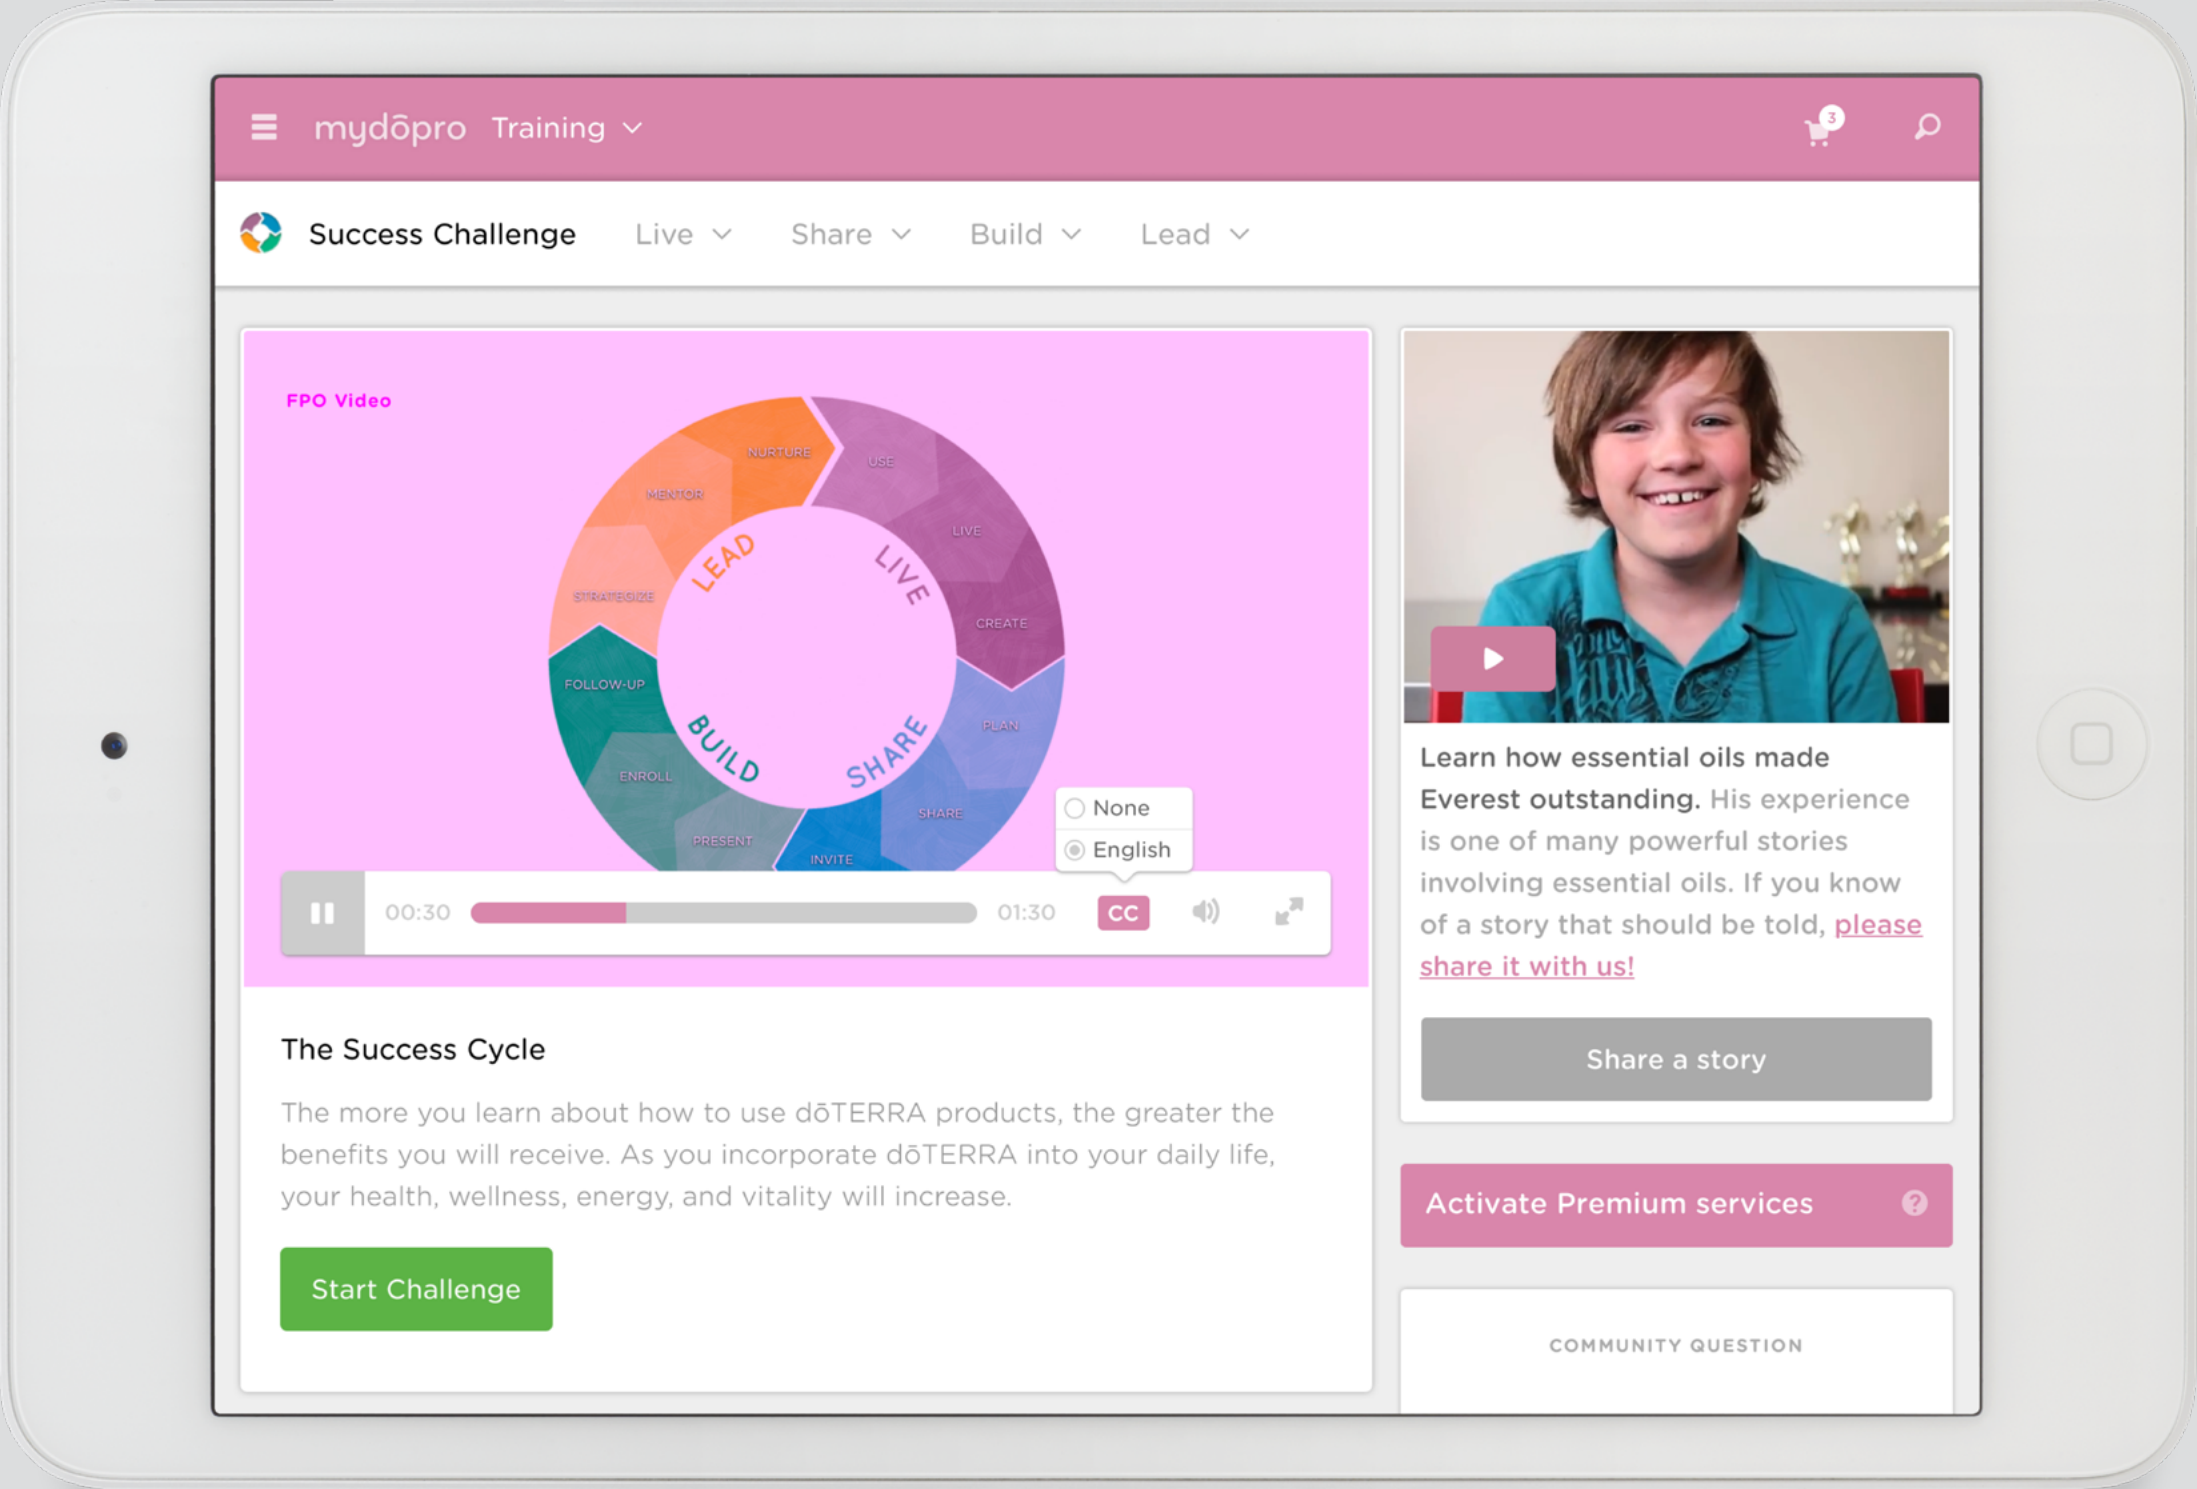 mydōpro Training
3
Success Challenge Live Share Build Lead
FPO Video
NURTURE
USE
MENTOR
LIVE
STRATEGIZE
CREATE
LEAD
LIVE
FOLLOW-UP
PLAN
BUILD
SHARE
ENROLL
SHARE
PRESENT
INVITE
None
English
00:30
01:30
CC
The Success Cycle
The more you learn about how to use dōTERRA products, the greater the
benefits you will receive. As you incorporate dōTERRA into your daily life,
your health, wellness, energy, and vitality will increase.
Start Challenge
Learn how essential oils made
Everest outstanding. His experience
is one of many powerful stories
involving essential oils. If you know
of a story that should be told, please
share it with us!
Share a story
Activate Premium services ?
COMMUNITY QUESTION